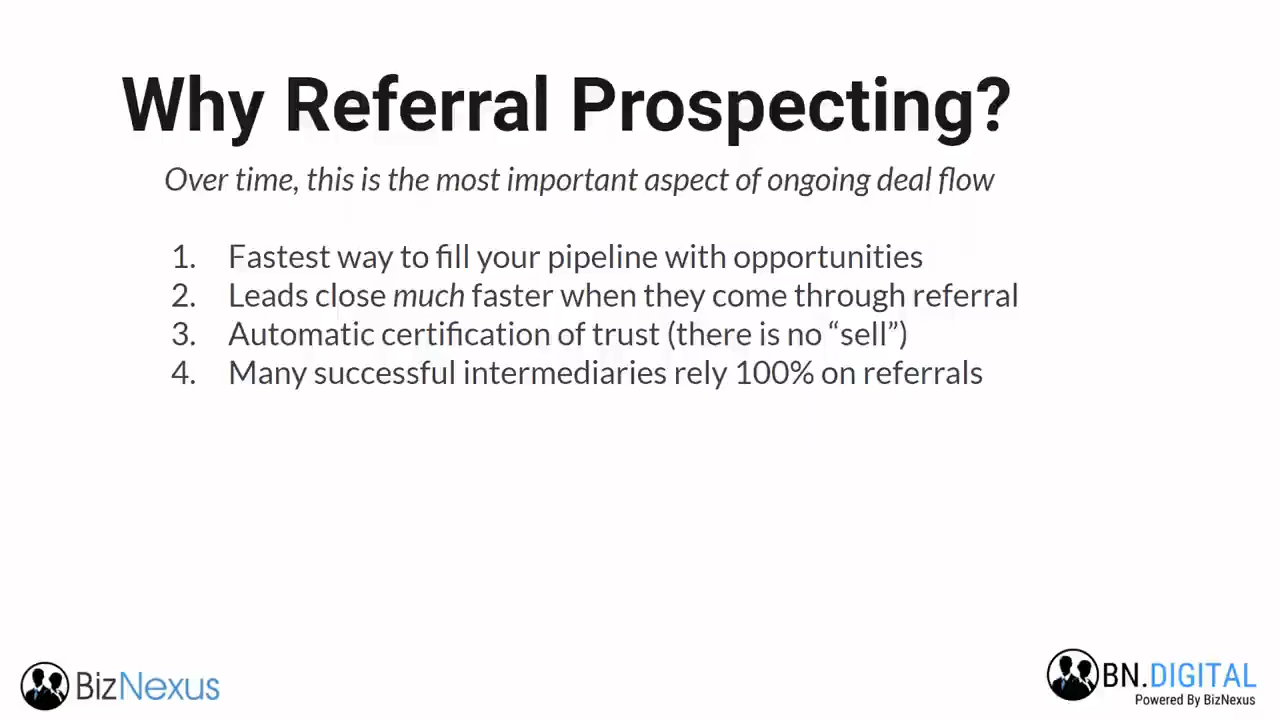 Why Referral Prospecting?
Over time, this is the most important aspect of ongoing deal flow
1. Fastest way to fill your pipeline with opportunities
2. Leads close much faster when they come through referral
3. Automatic certification of trust (there is no “sell”)
4. Many successful intermediaries rely 100% on referrals
BizNexus
BN.DIGITAL
Powered By BizNexus